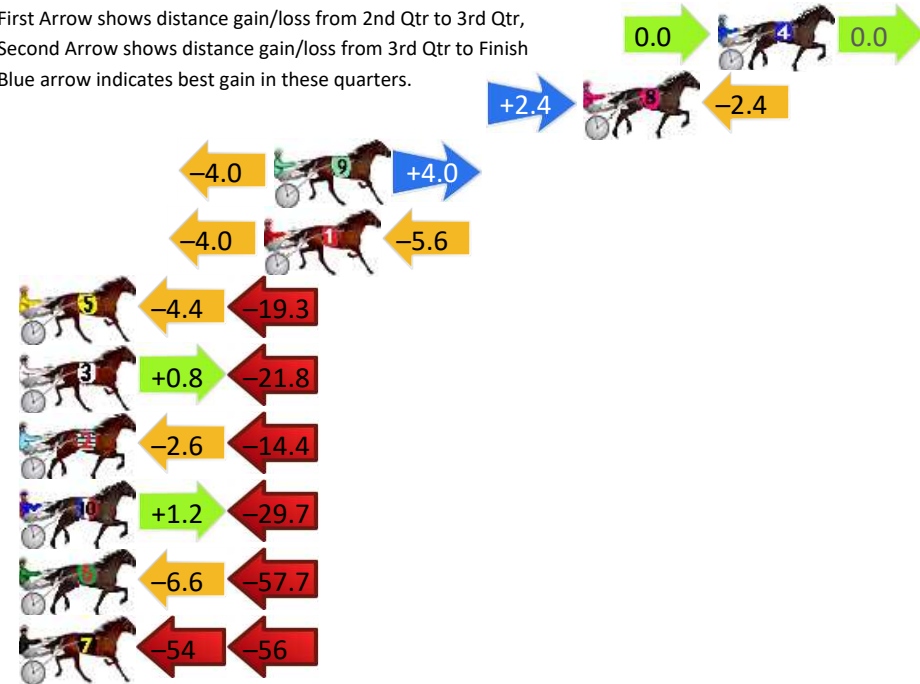 First Arrow shows distance gain/loss from 2nd Qtr to 3rd Qtr,
Second Arrow shows distance gain/loss from 3rd Qtr to Finish
Blue arrow indicates best gain in these quarters.
0.0 4 0.0
+2.4 8 –2.4
–4.0 9 +4.0
–4.0 1 –5.6
5 –4.4 –19.3
3 +0.8 –21.8
2 –2.6 –14.4
10 +1.2 –29.7
6 –6.6 –57.7
7 –54 –56